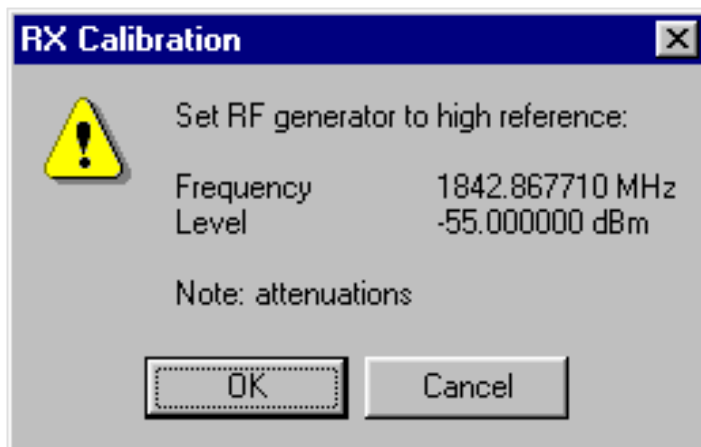 RX Calibration
Set RF generator to high reference:
Frequency 1842.867710 MHz
Level -55.000000 dBm
Note: attenuations
OK Cancel